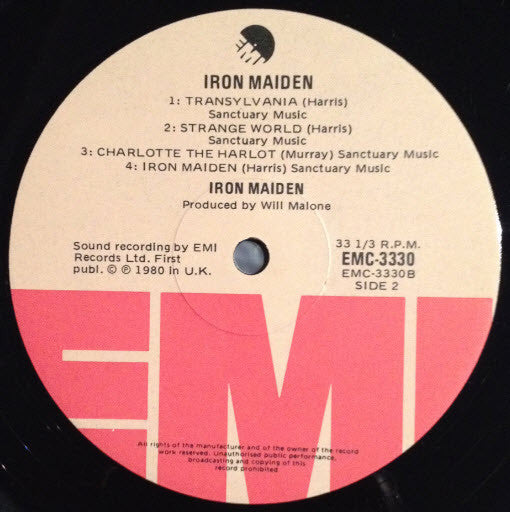 EMI
IRON MAIDEN
1: TRANSYLVANIA (Harris)
Sanctuary Music
2: STRANGE WORLD (Harris)
Sanctuary Music
3: CHARLOTTE THE HARLOT (Murray) Sanctuary Music
4: IRON MAIDEN (Harris) Sanctuary Music
IRON MAIDEN
Produced by Will Malone
Sound recording by EMI
Records Ltd. First
publ. © ℗ 1980 in U.K.
33 1/3 R.P.M.
EMC-3330
EMC-3330B
SIDE 2
EMI
All rights of the manufacturer and of the owner of the record
work reserved. Unauthorised public performance,
broadcasting and copying of this
record prohibited